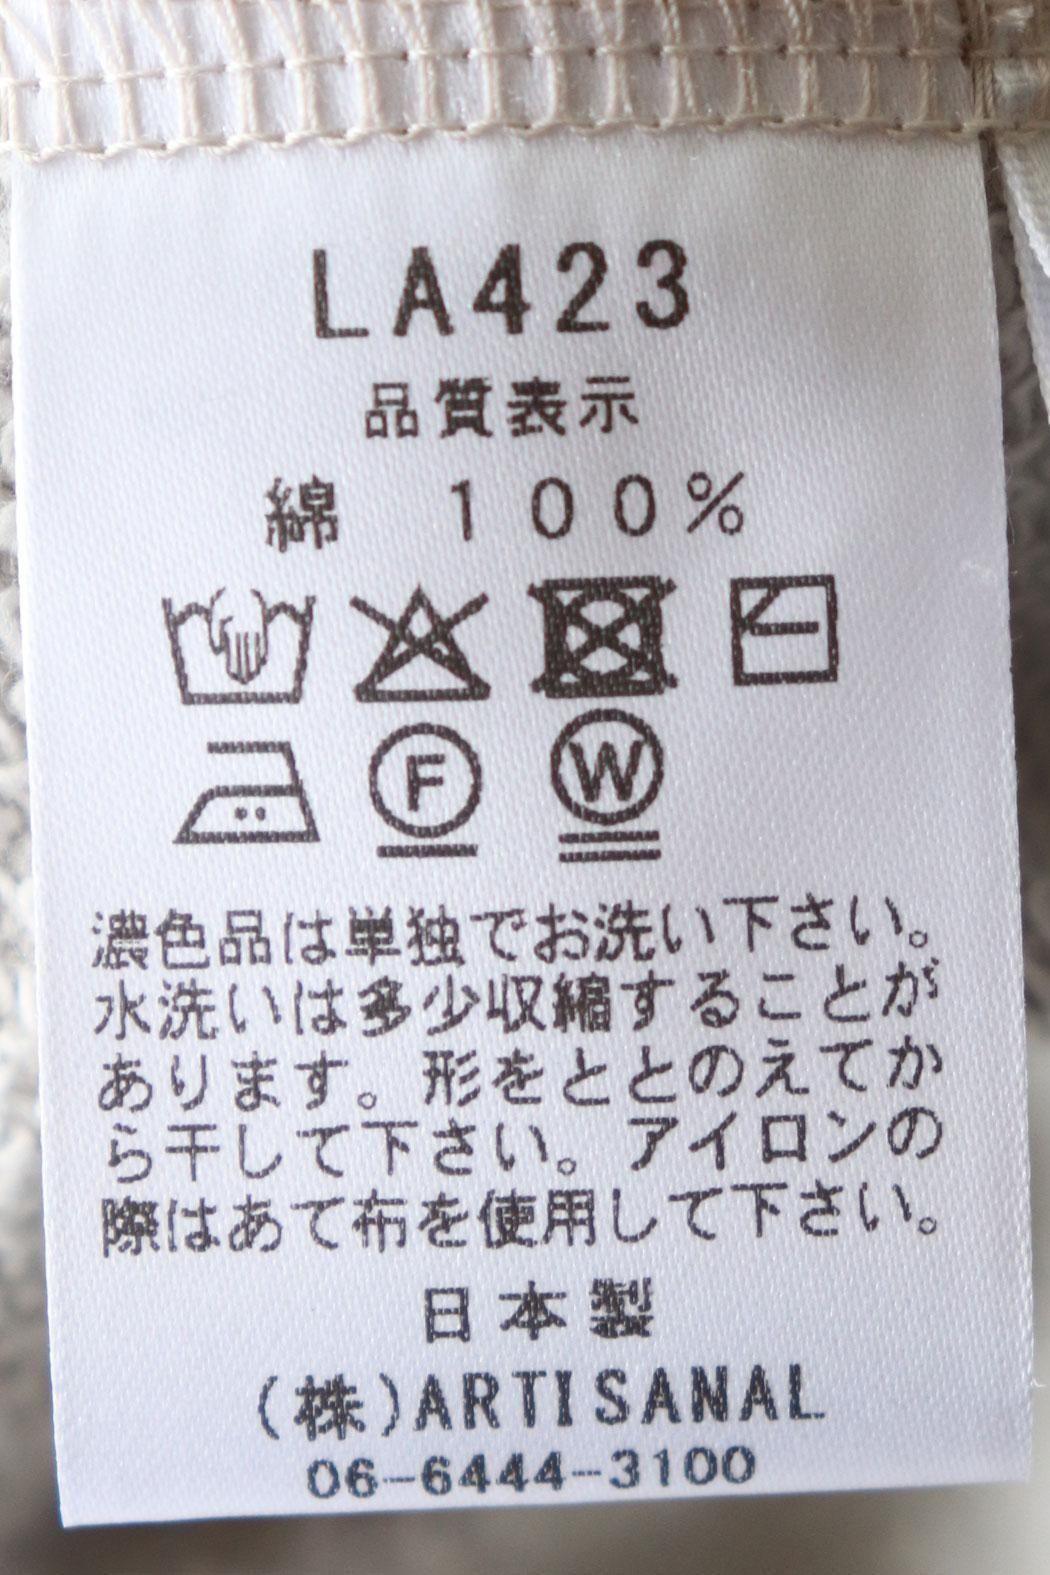 LA423
品質表示
綿 100%
F W
濃色品は単独でお洗い下さい。
水洗いは多少収縮することが
あります。形をととのえてか
ら干して下さい。アイロンの
際はあて布を使用して下さい。
日本製
(株)ARTISANAL
06-6444-3100